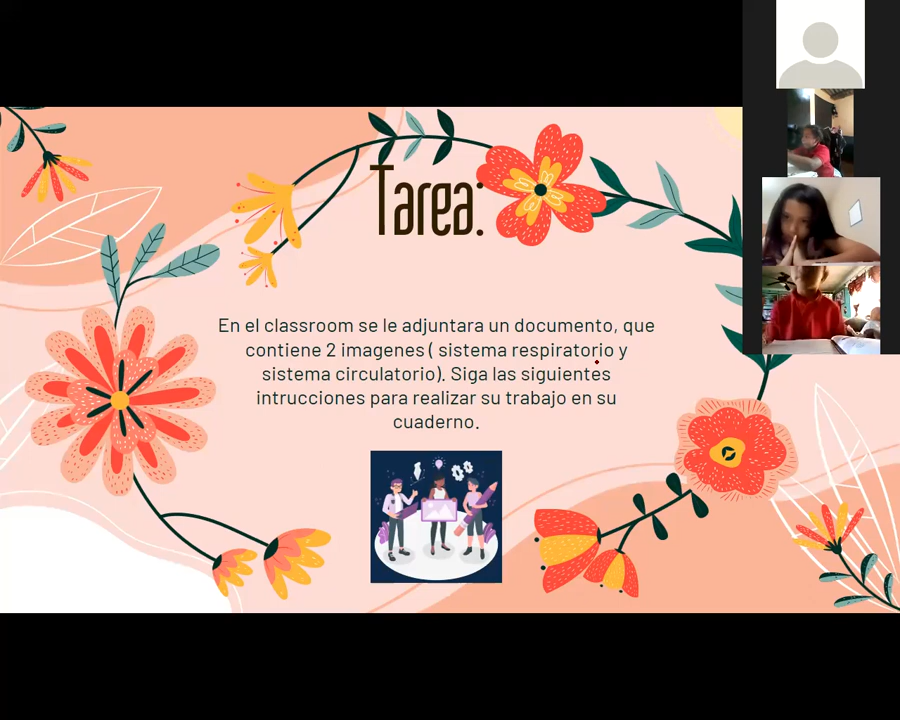 Tarea:
En el classroom se le adjuntara un documento, que
contiene 2 imagenes ( sistema respiratorio y
sistema circulatorio). Siga las siguientes
intrucciones para realizar su trabajo en su
cuaderno.